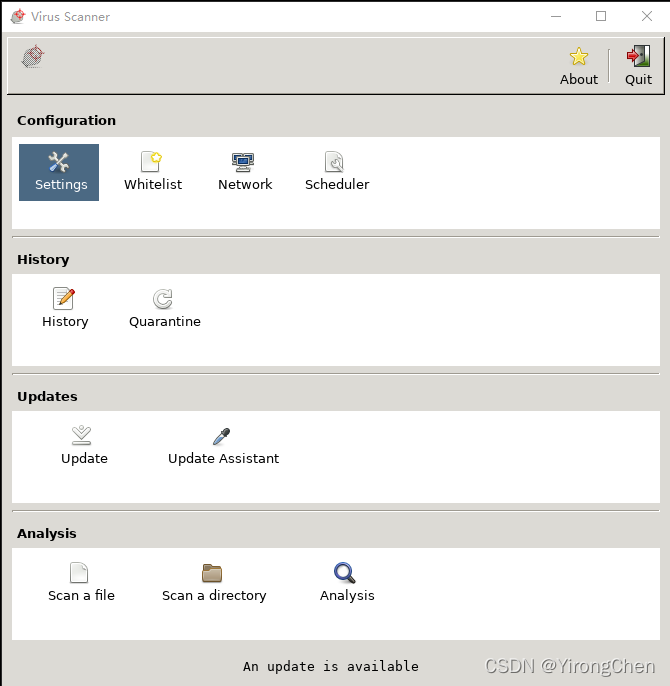 Virus Scanner
About Quit
Configuration
Settings Whitelist Network Scheduler
History
History Quarantine
Updates
Update Update Assistant
Analysis
Scan a file Scan a directory Analysis
An update is available
CSDN @YirongChen